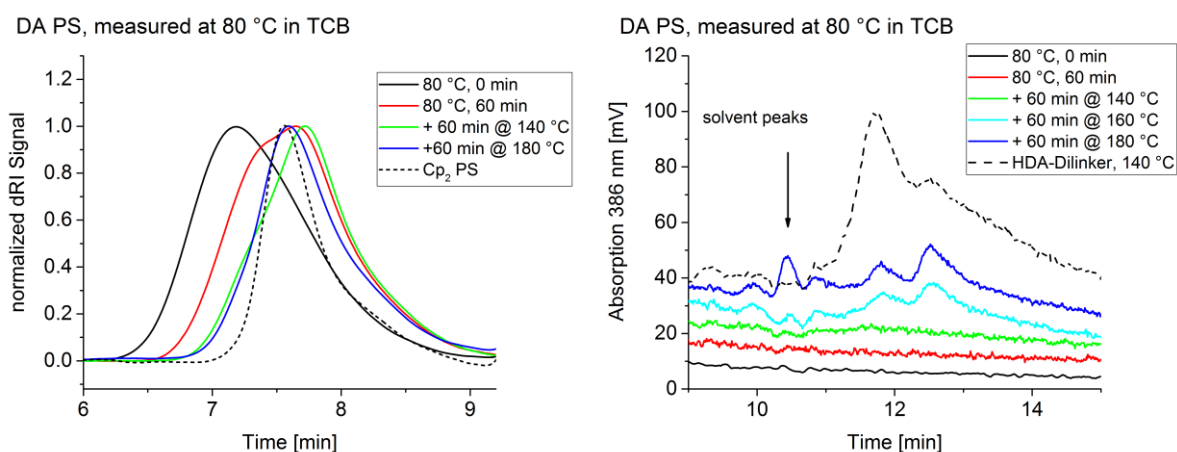 DA PS, measured at 80 °C in TCB
normalized dRI Signal
1.2
1.0
0.8
0.6
0.4
0.2
0.0
6
7
8
9
Time [min]
80 °C, 0 min
80 °C, 60 min
+ 60 min @ 140 °C
+60 min @ 180 °C
Cp2 PS
DA PS, measured at 80 °C in TCB
Absorption 386 nm [mV]
120
100
80
60
40
20
0
10
12
14
Time [min]
solvent peaks
80 °C, 0 min
80 °C, 60 min
+ 60 min @ 140 °C
+ 60 min @ 160 °C
+ 60 min @ 180 °C
HDA-Dilinker, 140 °C